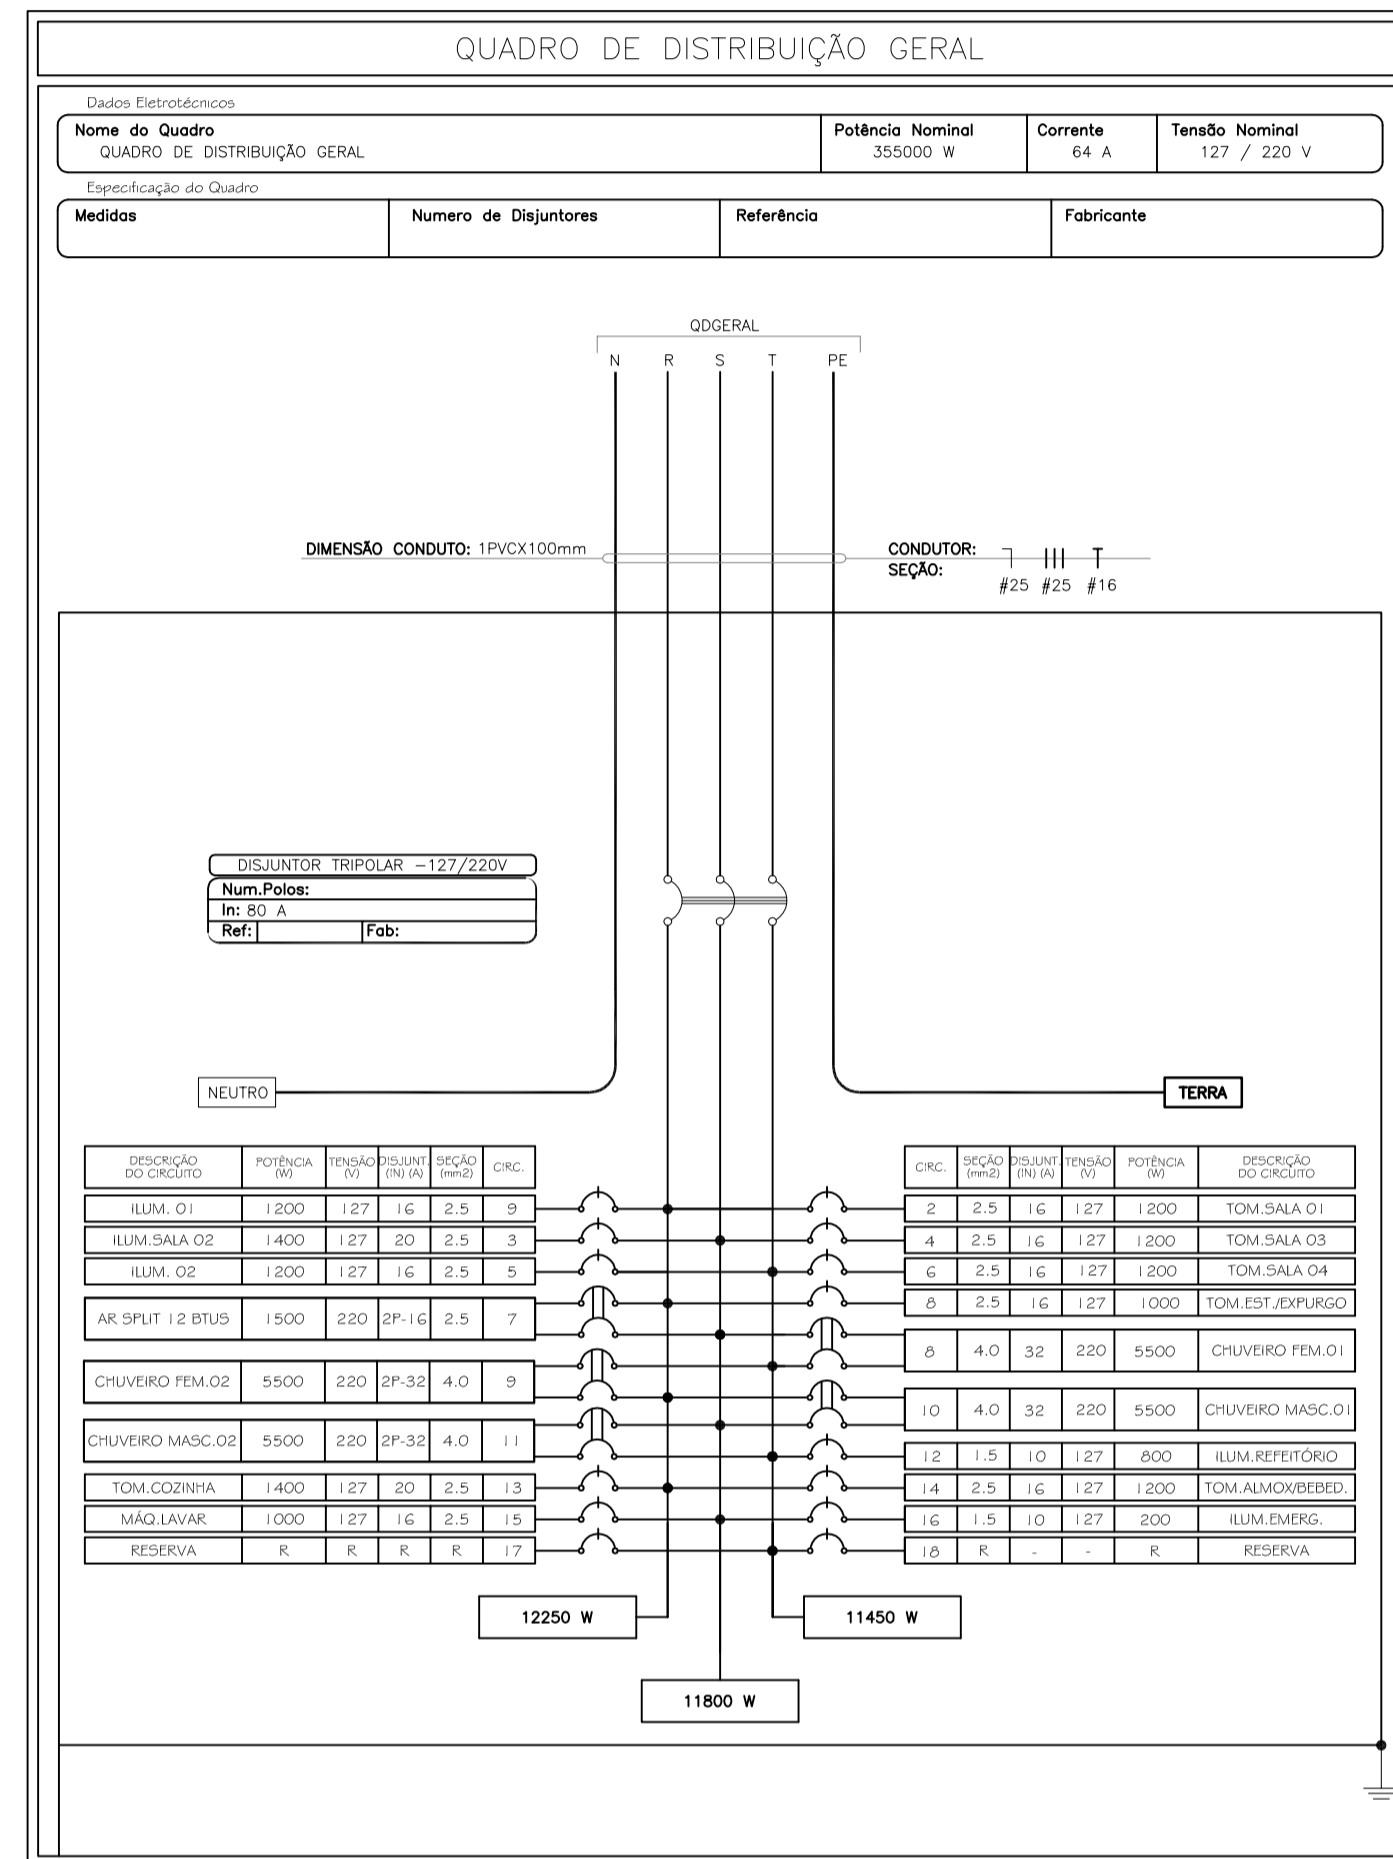 QUADRO DE DISTRIBUIÇÃO GERAL
Dados Eletrotécnicos
Nome do Quadro
QUADRO DE DISTRIBUIÇÃO GERAL
Potência Nominal
355000 W
Corrente
64 A
Tensão Nominal
127 / 220 V
Especificação do Quadro
Medidas
Numero de Disjuntores
Referência
Fabricante
QDGERAL
N R S T PE
DIMENSÃO CONDUTO: 1PVCX100mm
CONDUTOR:
SEÇÃO:
#25 #25 #16
DISJUNTOR TRIPOLAR -127/220V
Num.Polos:
In: 80 A
Ref: Fab:
NEUTRO
TERRA
DESCRIÇÃO DO CIRCUITO POTÊNCIA (W) TENSÃO (V) DISJUNT. (IN) (A) SEÇÃO (mm2) CIRC.
ILUM. 01 1200 127 16 2.5 9
ILUM.SALA 02 1400 127 20 2.5 3
ILUM. 02 1200 127 16 2.5 5
AR SPLIT 12 BTUS 1500 220 2P-16 2.5 7
CHUVEIRO FEM.02 5500 220 2P-32 4.0 9
CHUVEIRO MASC.02 5500 220 2P-32 4.0 11
TOM.COZINHA 1400 127 20 2.5 13
MÁQ.LAVAR 1000 127 16 2.5 15
RESERVA R R R R 17
CIRC. SEÇÃO (mm2) DISJUNT. (IN) (A) TENSÃO (V) POTÊNCIA (W) DESCRIÇÃO DO CIRCUITO
2 2.5 16 127 1200 TOM.SALA 01
4 2.5 16 127 1200 TOM.SALA 03
6 2.5 16 127 1200 TOM.SALA 04
8 2.5 16 127 1000 TOM.EST./EXPURGO
8 4.0 32 220 5500 CHUVEIRO FEM.01
10 4.0 32 220 5500 CHUVEIRO MASC.01
12 1.5 10 127 800 ILUM.REFEITÓRIO
14 2.5 16 127 1200 TOM.ALMOX/BEBED.
16 1.5 10 127 200 ILUM.EMERG.
18 R - - R RESERVA
12250 W
11450 W
11800 W